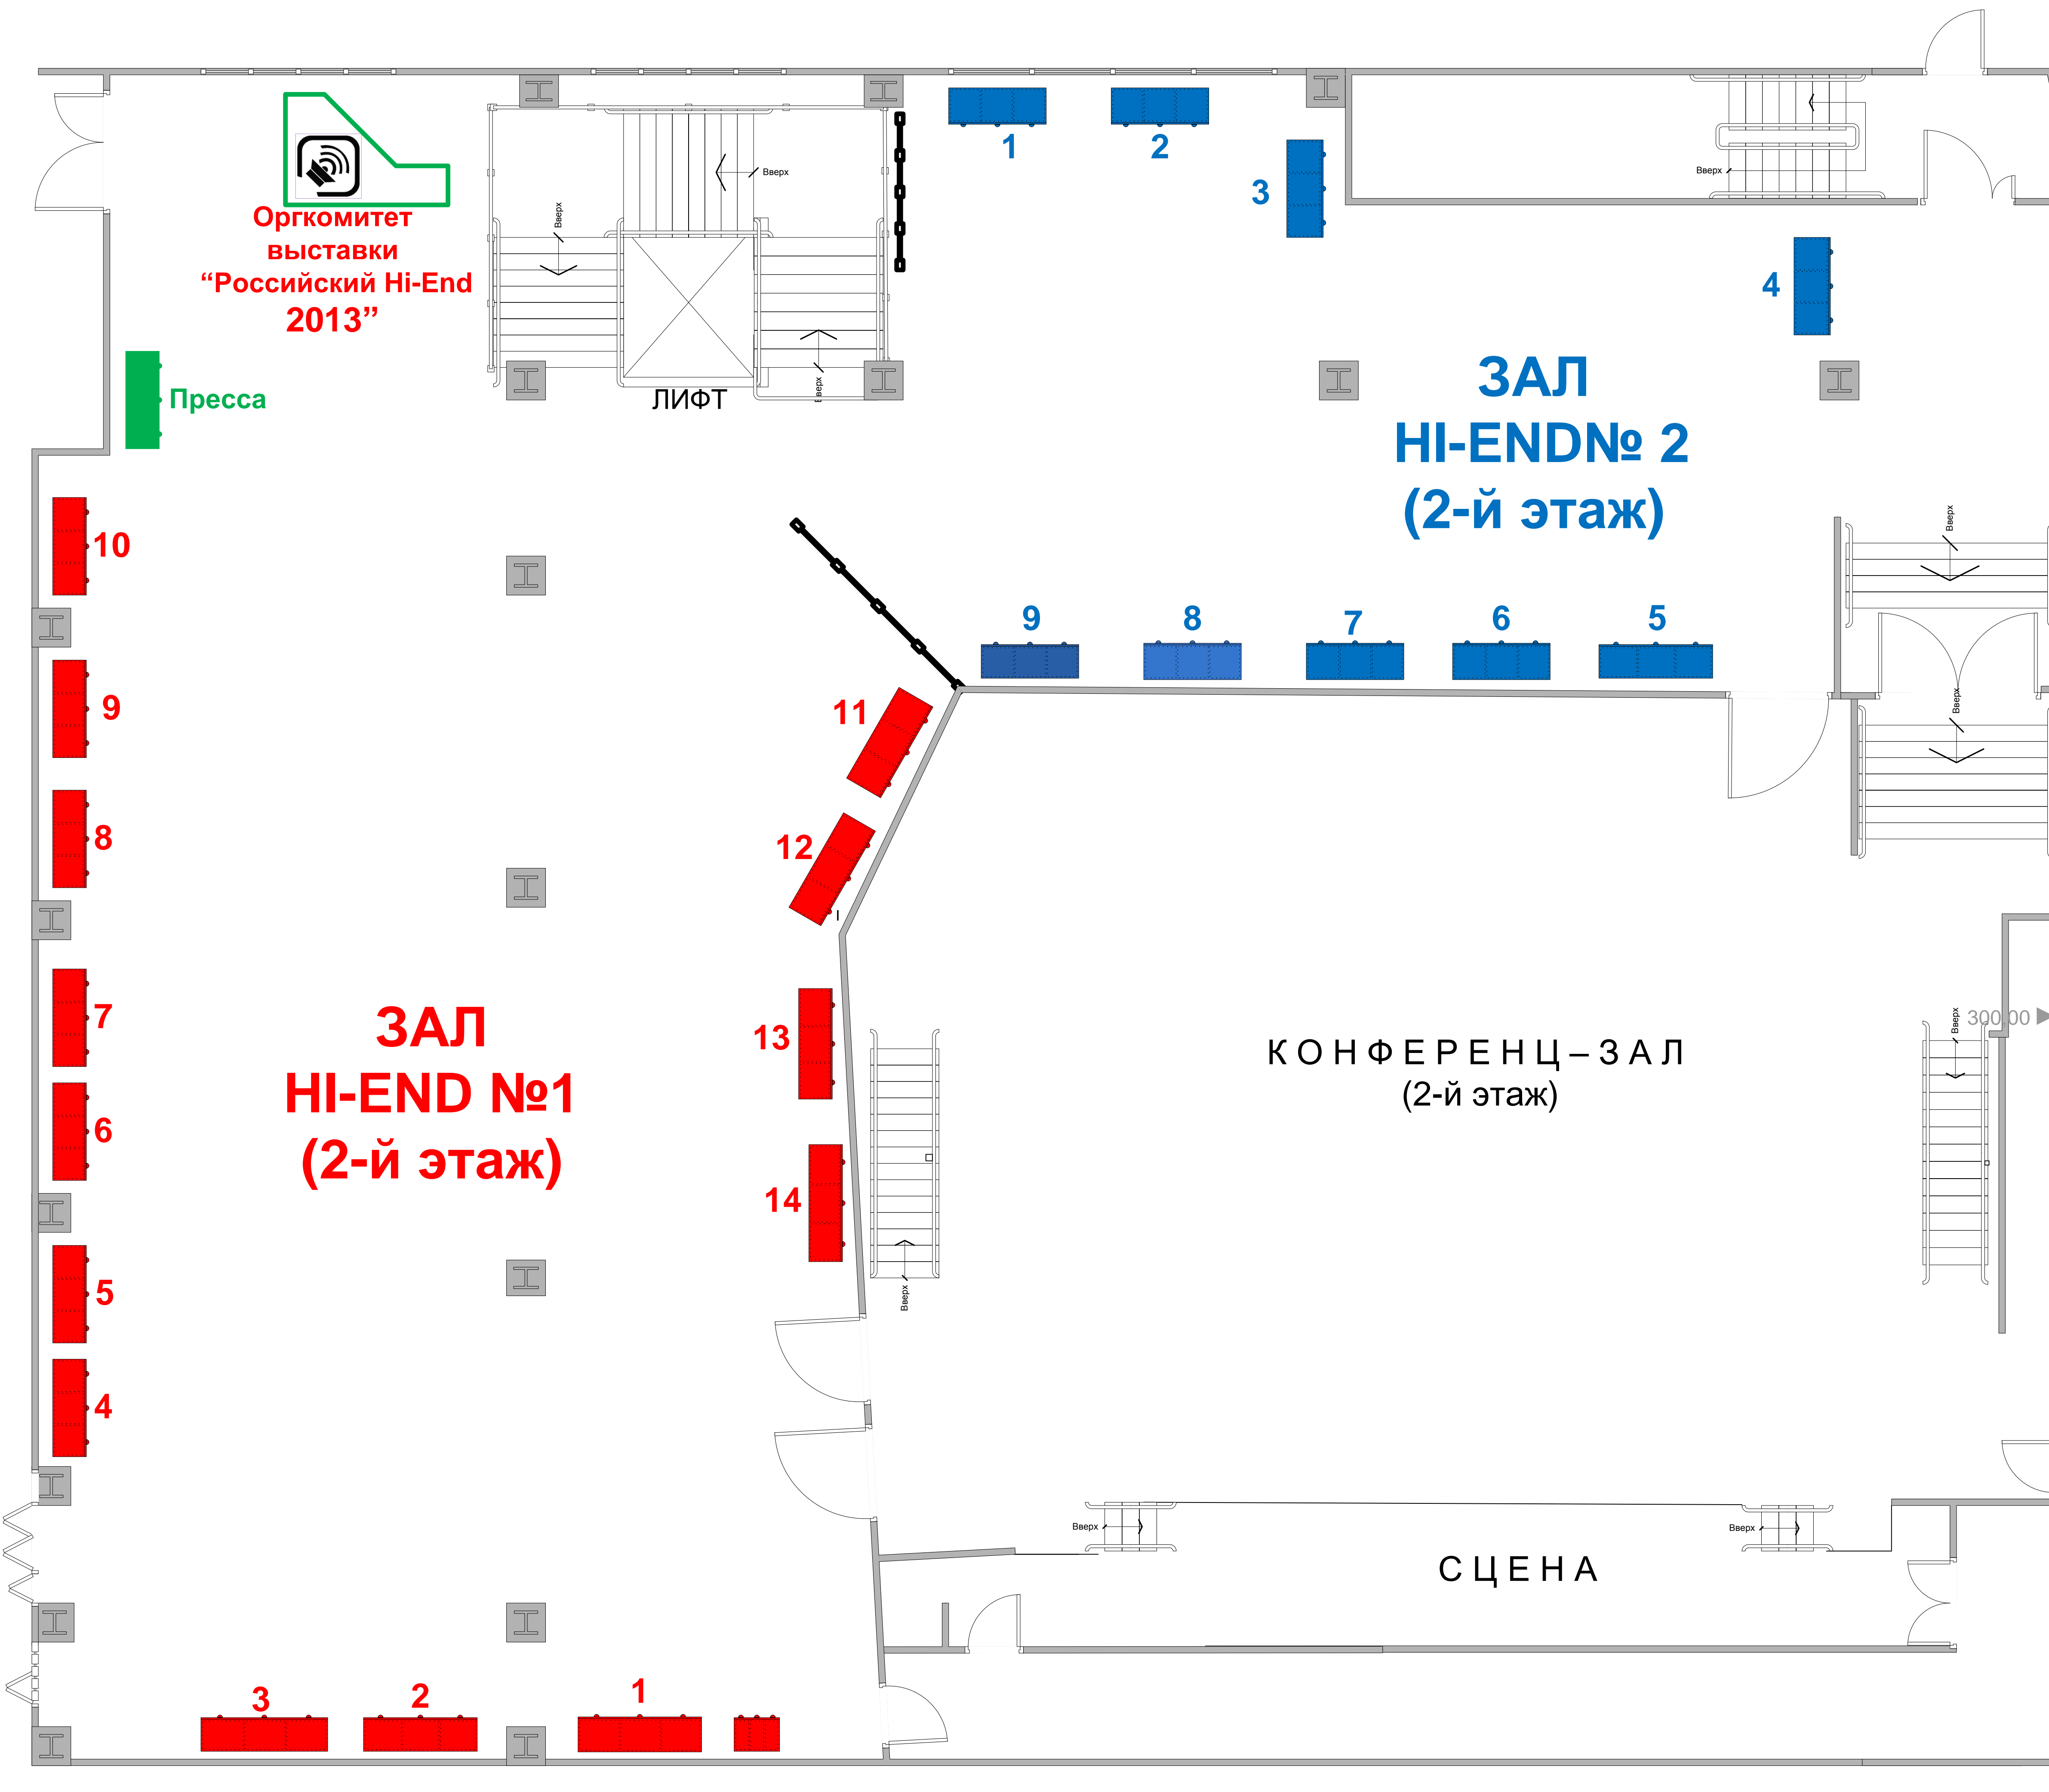 1
2
3
Вверх
Вверх
Вверх
Оргкомитет
выставки
“Российский Hi-End
2013”
4
Пресса
ЛИФТ
Вверх
ЗАЛ
HI-END№ 2
(2-й этаж)
Вверх
10
9
8
7
6
5
9
11
Вверх
8
12
7
13
ЗАЛ
HI-END №1
(2-й этаж)
300,00
Вверх
КОНФЕРЕНЦ–ЗАЛ
(2-й этаж)
6
14
5
Вверх
4
Вверх
Вверх
СЦЕНА
3
2
1